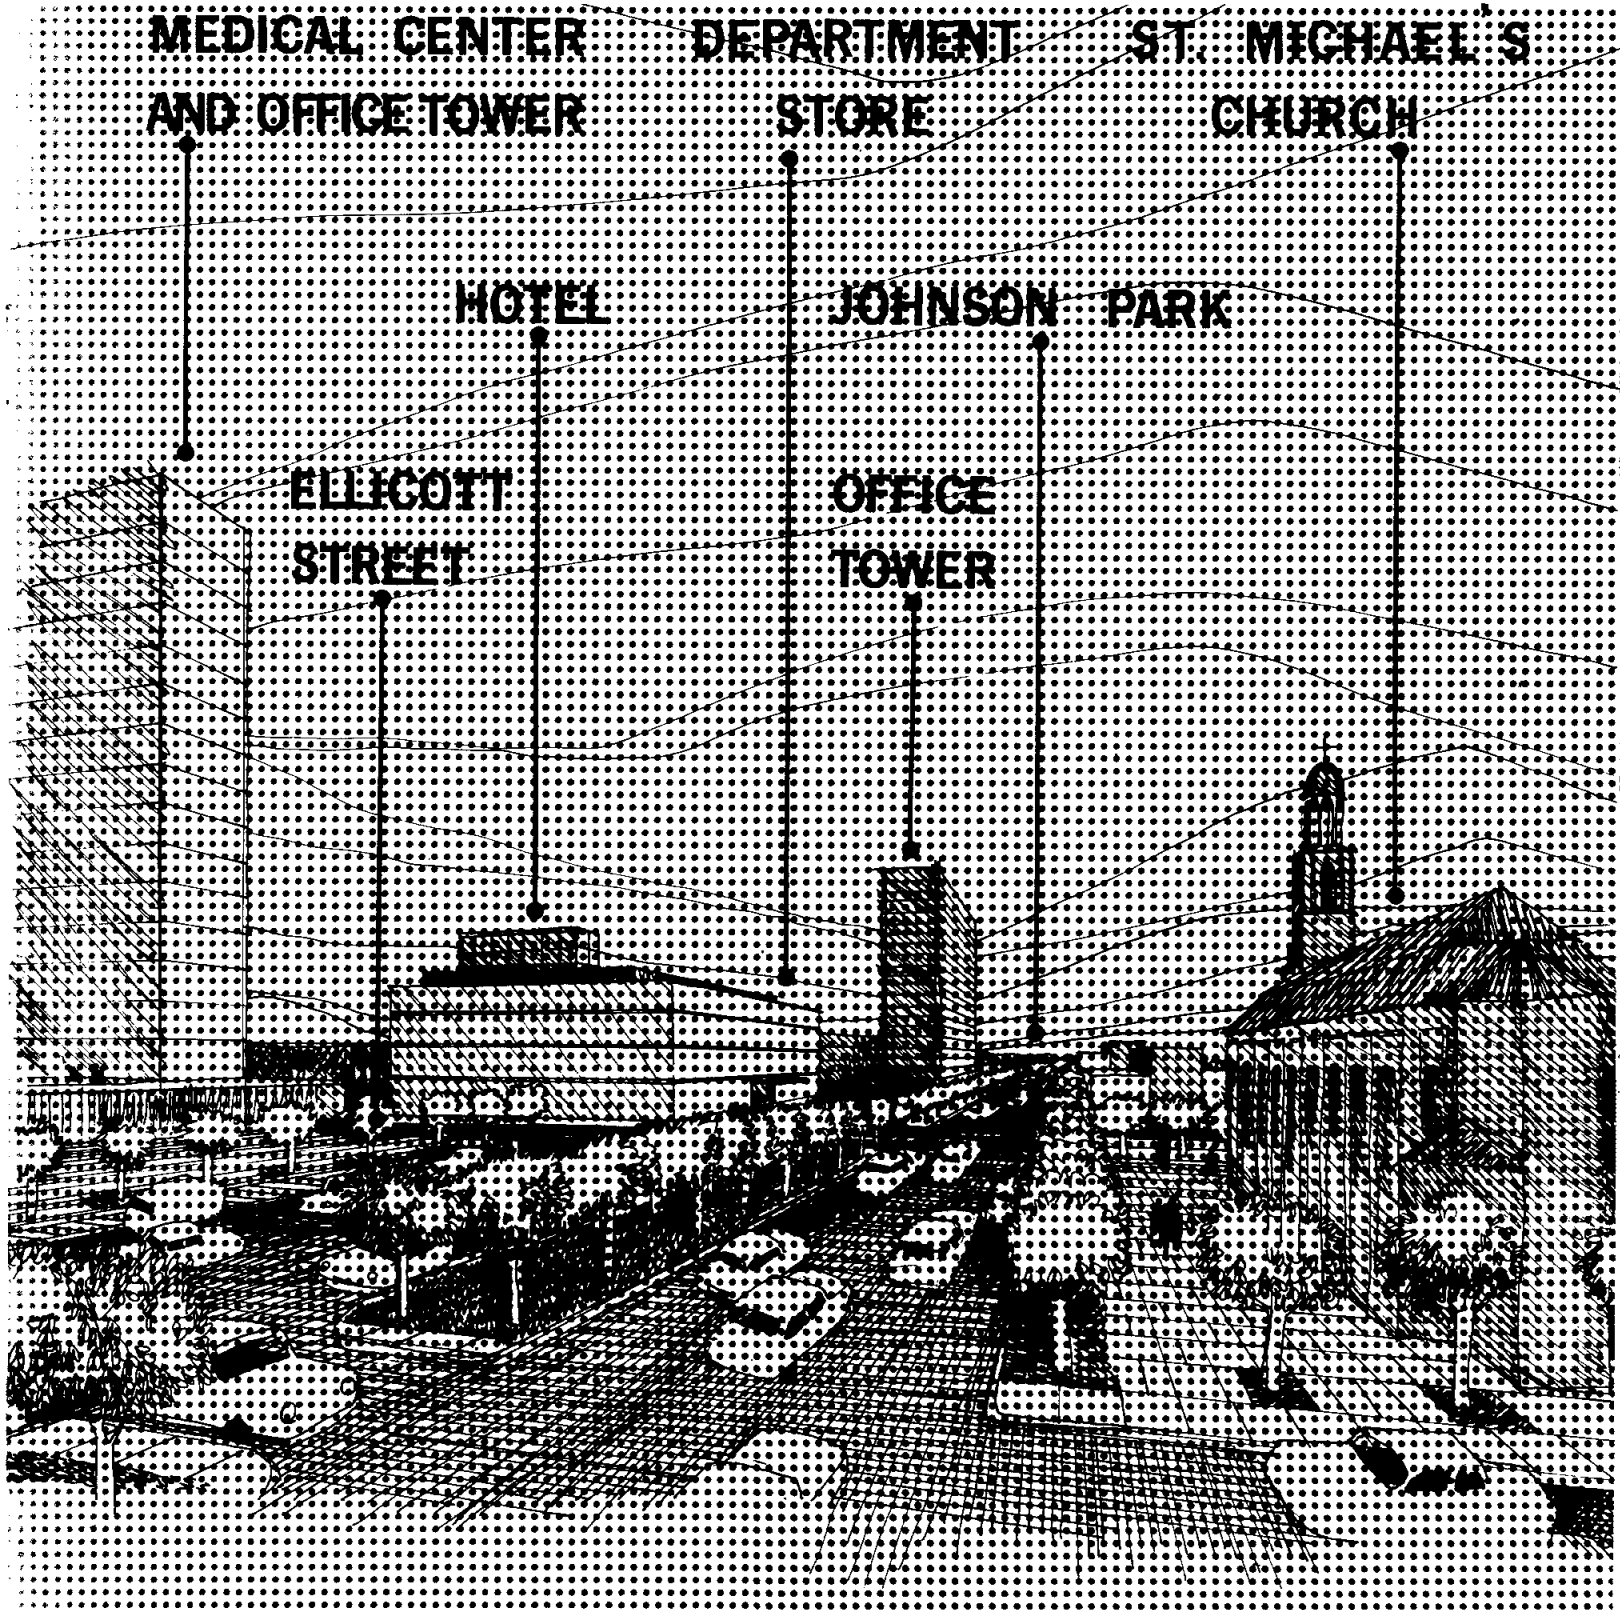 MEDICAL CENTER
AND OFFICE TOWER
DEPARTMENT
STORE
ST. MICHAEL'S
CHURCH
HOTEL
JOHNSON PARK
ELLICOTT
STREET
OFFICE
TOWER